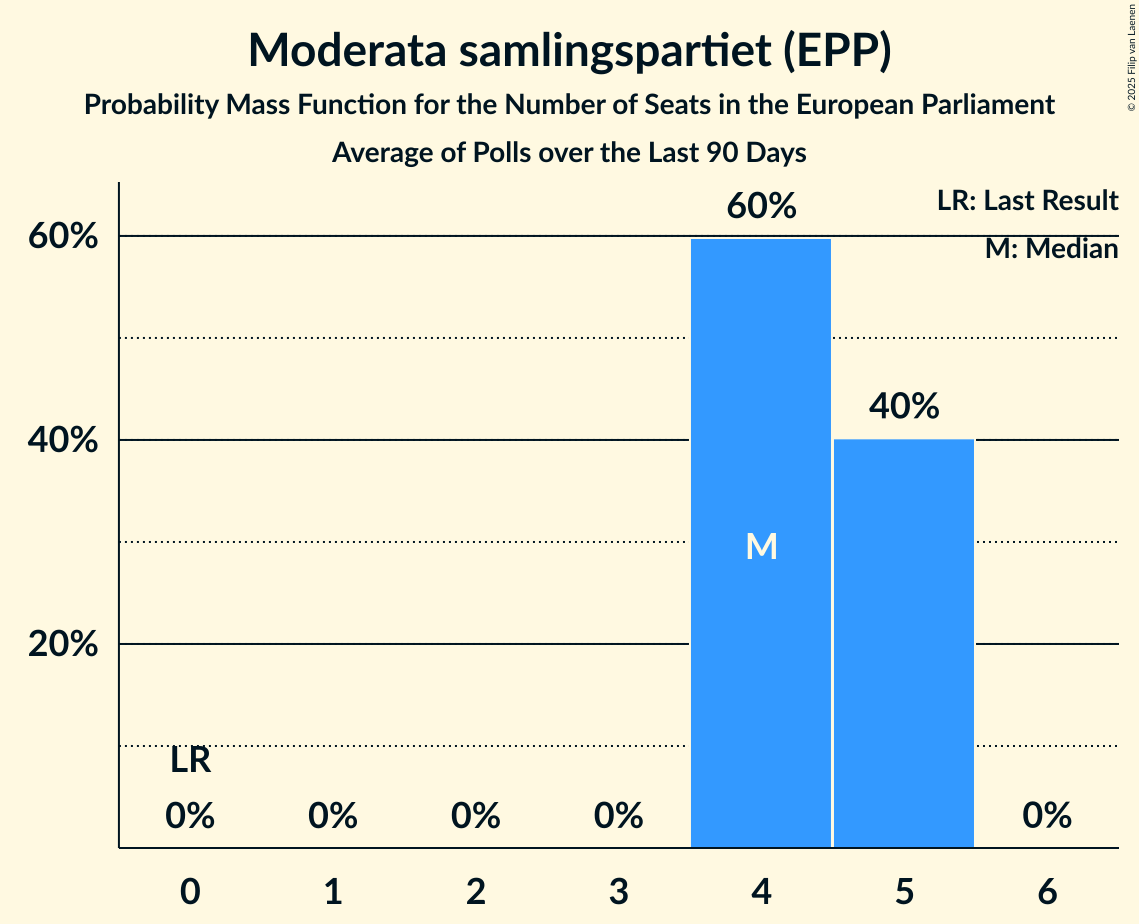 Moderata samlingspartiet (EPP)
Probability Mass Function for the Number of Seats in the European Parliament
Average of Polls over the Last 90 Days
© 2025 Filip van Laenen
LR: Last Result
M: Median
60%
40%
20%
60%
40%
M
LR
0%
0%
0%
0%
0%
0
1
2
3
4
5
6